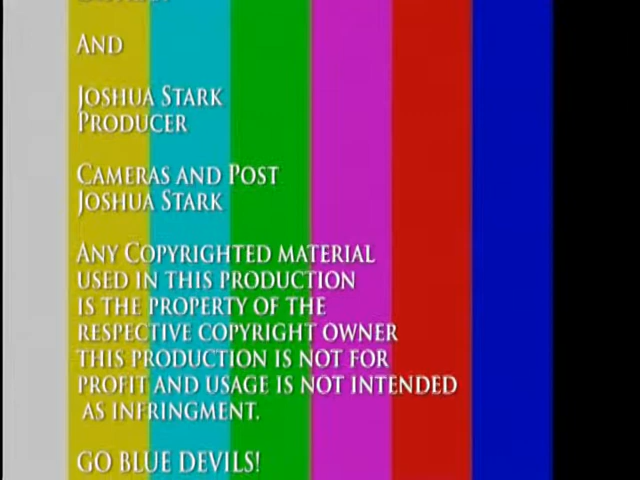 AND
JOSHUA STARK
PRODUCER
CAMERAS AND POST
JOSHUA STARK
ANY COPYRIGHTED MATERIAL
USED IN THIS PRODUCTION
IS THE PROPERTY OF THE
RESPECTIVE COPYRIGHT OWNER
THIS PRODUCTION IS NOT FOR
PROFIT AND USAGE IS NOT INTENDED
AS INFRINGMENT.
GO BLUE DEVILS!